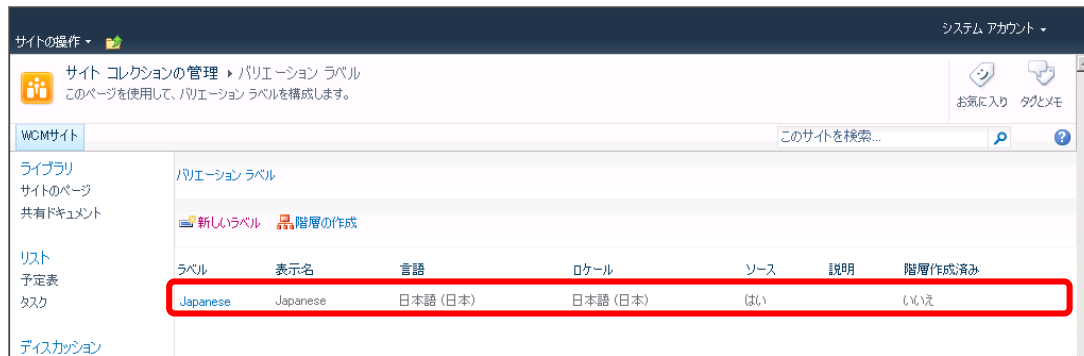 システム アカウント
サイトの操作
サイト コレクションの管理 ▸ バリエーション ラベル
このページを使用して、バリエーション ラベルを構成します。
お気に入り タグとメモ
WCMサイト
このサイトを検索...
ライブラリ
サイトのページ
共有ドキュメント
リスト
予定表
タスク
ディスカッション
バリエーション ラベル
新しいラベル 階層の作成
ラベル 表示名 言語 ロケール ソース 説明 階層作成済み
Japanese Japanese 日本語 (日本) 日本語 (日本) はい いいえ